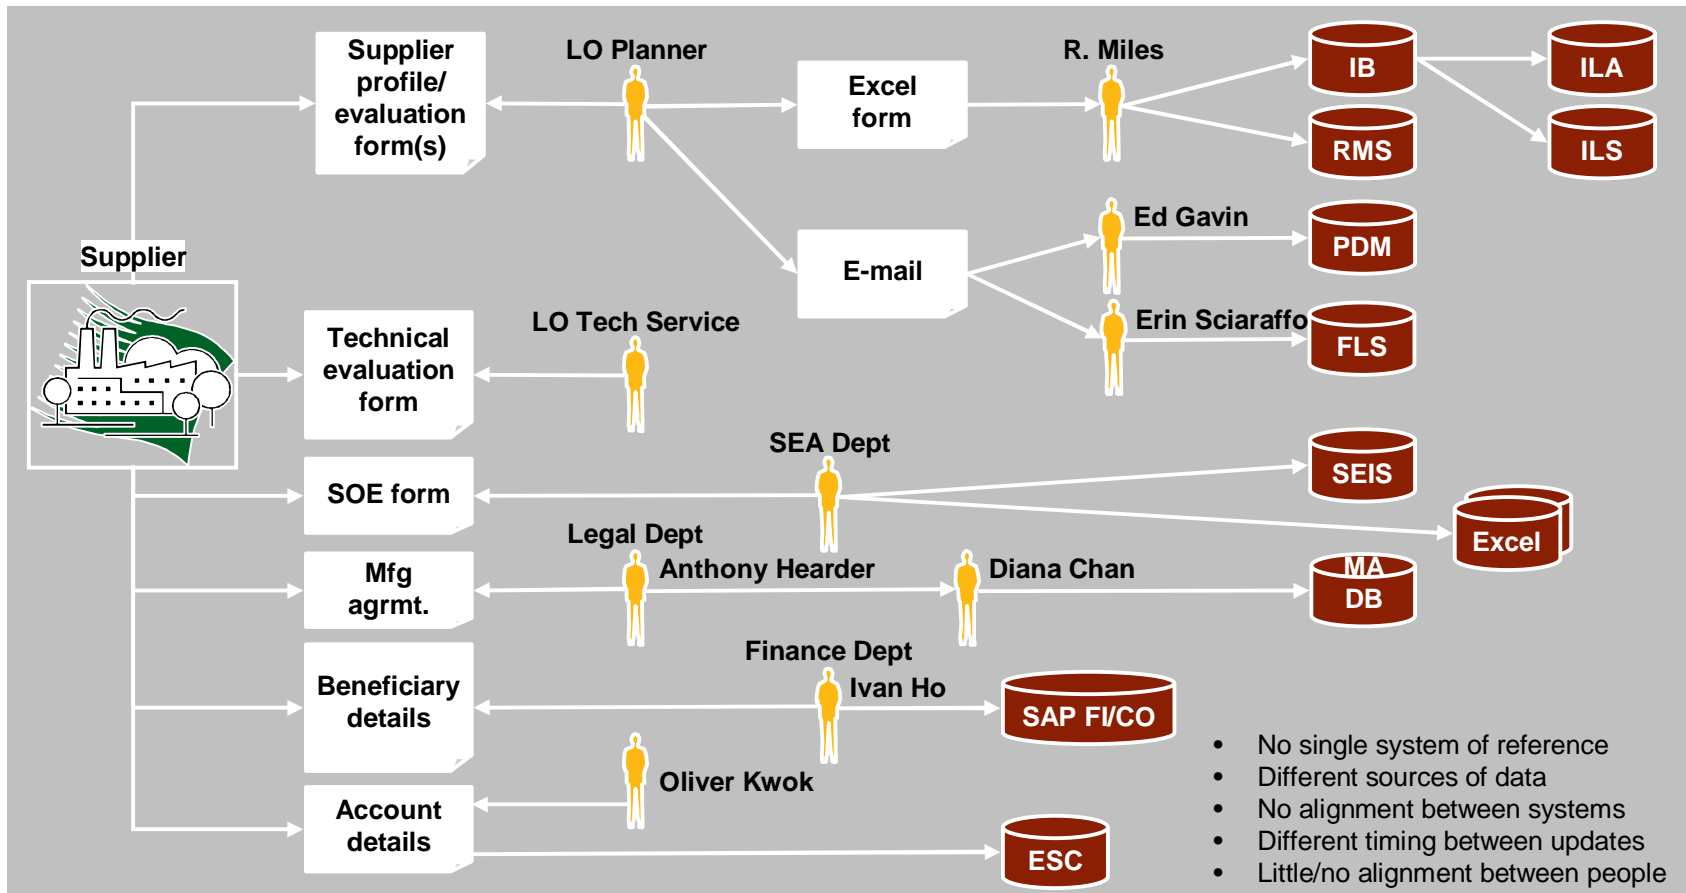 Supplier
profile/
evaluation
form(s)
LO Planner
Excel
form
R. Miles
IB
ILA
RMS
ILS
Supplier
E-mail
Ed Gavin
PDM
Erin Sciaraffo
FLS
Technical
evaluation
form
LO Tech Service
SOE form
SEA Dept
SEIS
Excel
Mfg
agrmt.
Legal Dept
Anthony Hearder
Diana Chan
MA
DB
Beneficiary
details
Finance Dept
Ivan Ho
SAP FI/CO
Account
details
Oliver Kwok
ESC
• No single system of reference
• Different sources of data
• No alignment between systems
• Different timing between updates
• Little/no alignment between people